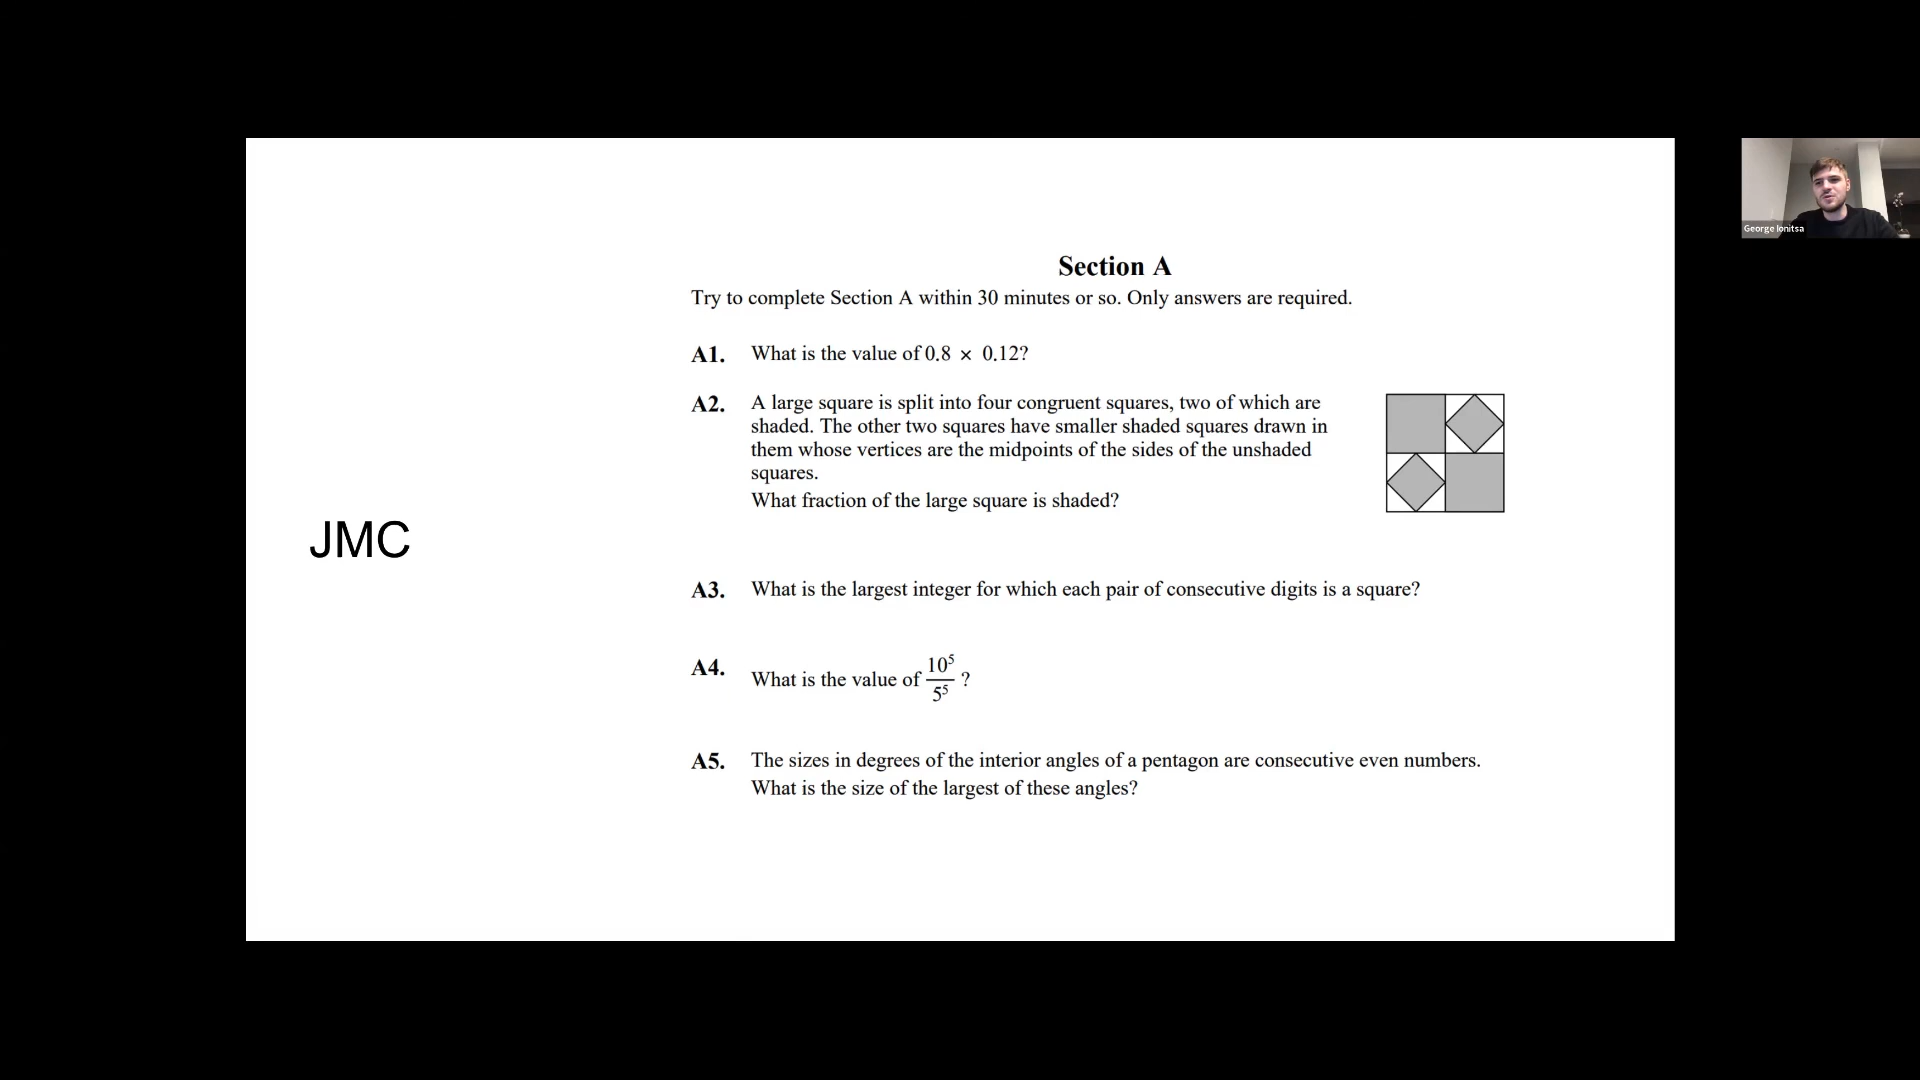 Section A
Try to complete Section A within 30 minutes or so. Only answers are required.
A1. What is the value of 0.8 × 0.12?
A2. A large square is split into four congruent squares, two of which are
shaded. The other two squares have smaller shaded squares drawn in
them whose vertices are the midpoints of the sides of the unshaded
squares.
What fraction of the large square is shaded?
JMC
A3. What is the largest integer for which each pair of consecutive digits is a square?
A4. What is the value of 10⁵/5⁵ ?
A5. The sizes in degrees of the interior angles of a pentagon are consecutive even numbers.
What is the size of the largest of these angles?
George Ionitsa